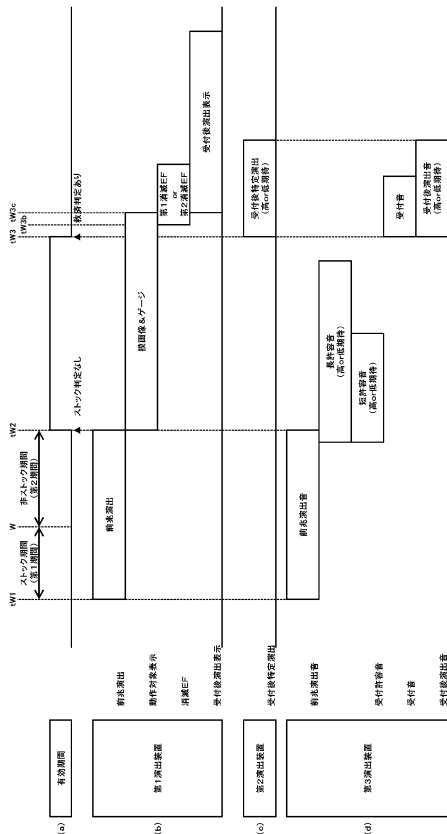 tW1
W
tW2
tW3
tW3b
tW3c
ストック期間
(第1期間)
非ストック期間
(第2期間)
ストック判定なし
救済判定あり
(a)
有効期間
(b)
第1演出装置
前兆演出
動作対象表示
消滅EF
受付後演出表示
前兆演出
模画像&ゲージ
第1消滅EF
or
第2消滅EF
受付後演出表示
(c)
第2演出装置
受付後特定演出
受付後特定演出
(高or低期待)
(d)
第3演出装置
前兆演出音
受付許容音
受付音
受付後演出音
前兆演出音
長許容音
(高or低期待)
短許容音
(高or低期待)
受付音
受付後演出音
(高or低期待)